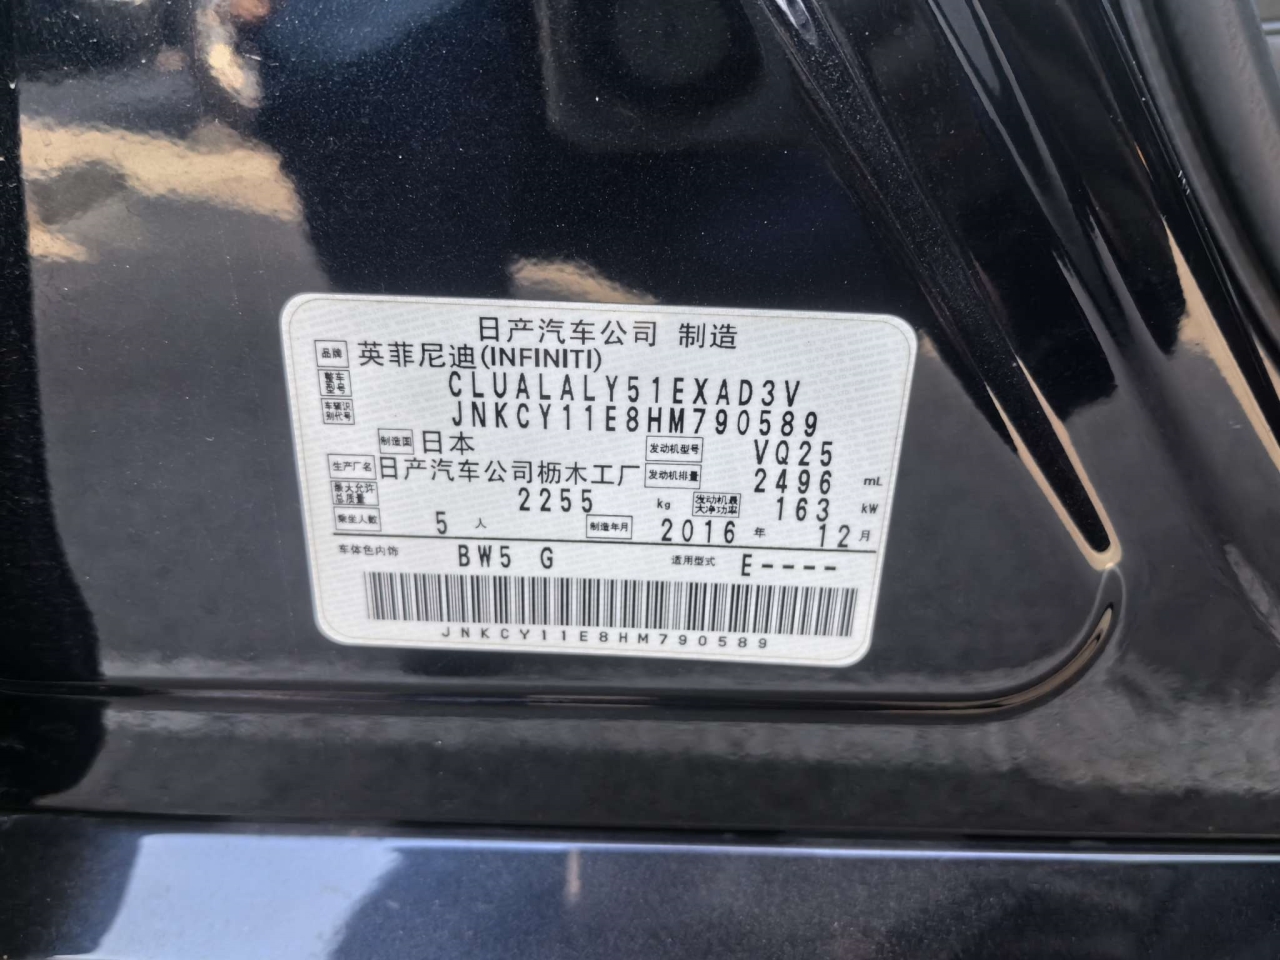 日产汽车公司 制造
品牌 英菲尼迪(INFINITI)
整车型号 CLUALALY51EXAD3V
车辆识别代号 JNKCY11E8HM790589
制造国 日本 发动机型号 VQ25
生产厂名 日产汽车公司枥木工厂 发动机排量 2496 mL
最大允许总质量 2255 kg 发动机最大净功率 163 kW
乘坐人数 5 人 制造年月 2016 年 12 月
车体色内饰 BW5 G 适用型式 E----
JNKCY11E8HM790589